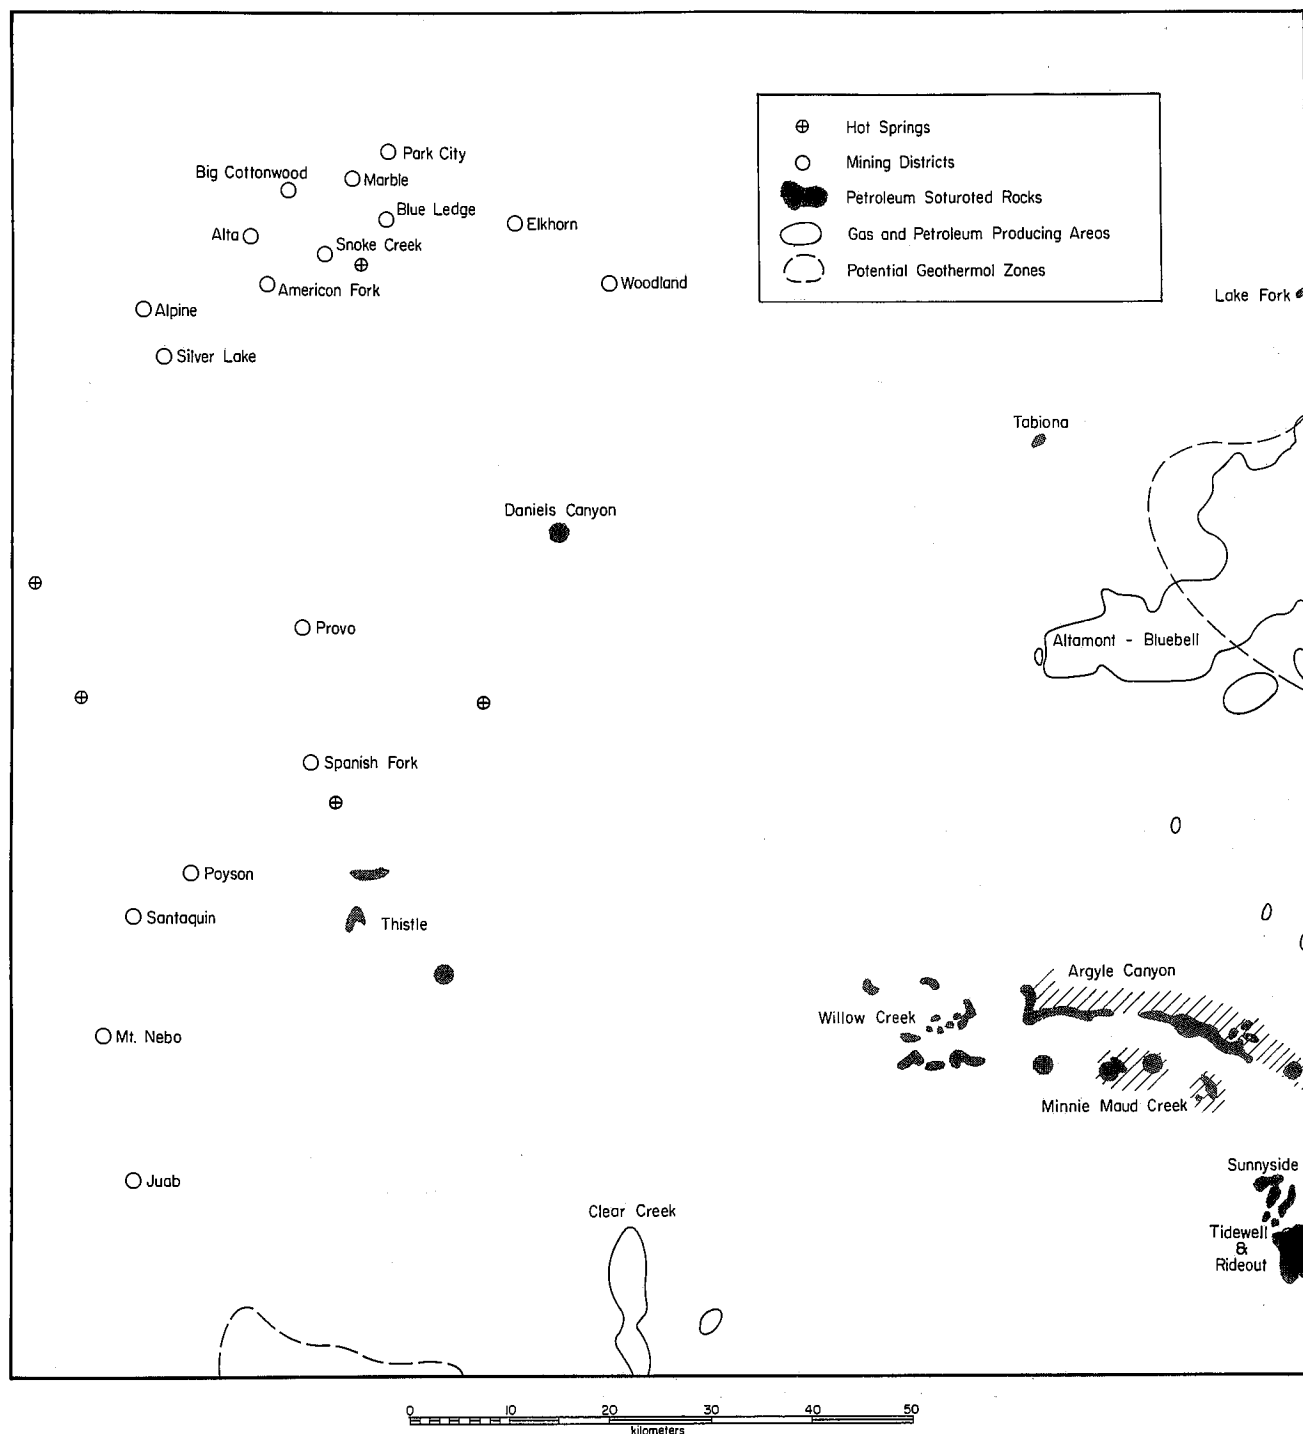 Hot Springs
Mining Districts
Petroleum Soturoted Rocks
Gas and Petroleum Producing Areas
Potential Geothermol Zones
Park City
Big Cottonwood
Marble
Blue Ledge
Elkhorn
Alta
Snoke Creek
American Fork
Woodland
Alpine
Lake Fork
Silver Lake
Tabiona
Daniels Canyon
Provo
Altamont - Bluebell
Spanish Fork
Poyson
Santaquin
Thistle
Argyle Canyon
Willow Creek
Mt. Nebo
Minnie Maud Creek
Sunnyside
Juab
Clear Creek
Tidewell
&
Rideout
0 10 20 30 40 50
kilometers